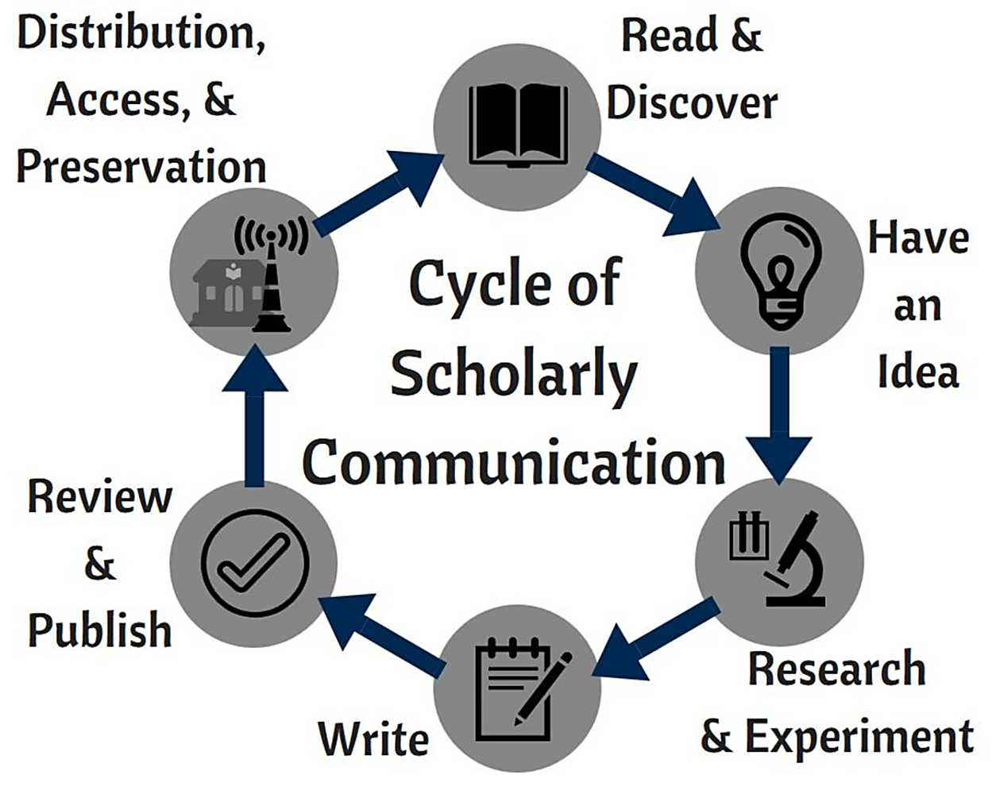 Distribution,
Access, &
Preservation
Read &
Discover
Have
an
Idea
Cycle of
Scholarly
Communication
Review
&
Publish
Research
& Experiment
Write